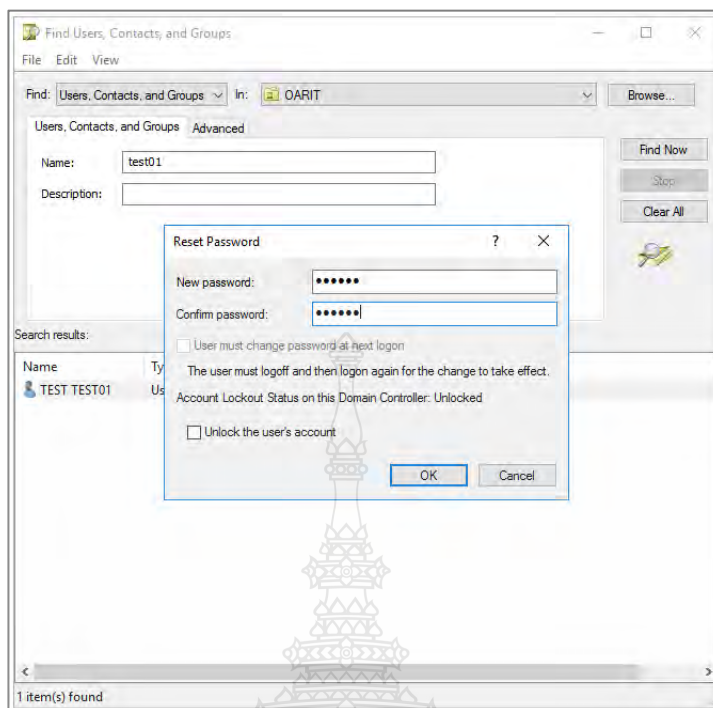 Find Users, Contacts, and Groups
File Edit View
Find: Users, Contacts, and Groups In: OARIT Browse...
Users, Contacts, and Groups Advanced
Find Now
Name: test01
Stop
Description:
Clear All
Reset Password ?
New password: ••••••
Confirm password: ••••••
Search results:
User must change password at next logon
Name Ty
The user must logoff and then logon again for the change to take effect.
TEST TEST01 Us
Account Lockout Status on this Domain Controller: Unlocked
Unlock the user's account
OK Cancel
1 item(s) found